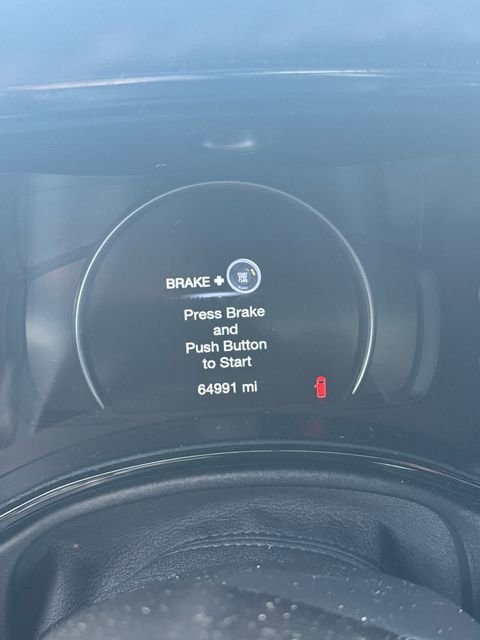 BRAKE +
Press Brake
and
Push Button
to Start
64991 mi